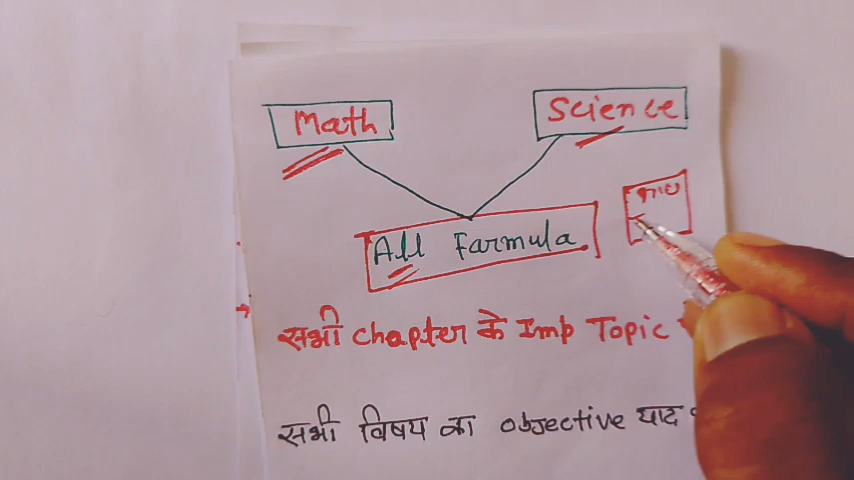 Math
Science
All Farmula
सभी chapter के Imp Topic
सभी विषय का objective याद